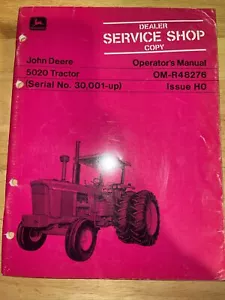 DEALER
SERVICE SHOP
COPY
John Deere Operator's Manual
5020 Tractor OM-R48276
(Serial No. 30,001-up) Issue H0